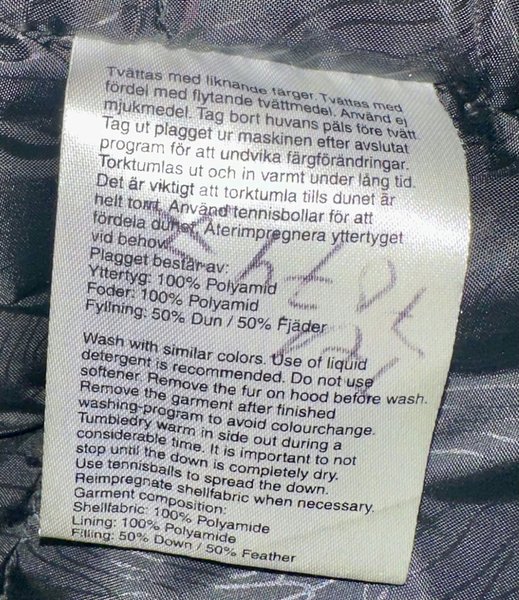 Tvättas med liknande färger. Tvättas med
fördel med flytande tvättmedel. Använd ej
mjukmedel. Tag bort huvans päls före tvätt.
Tag ut plagget ur maskinen efter avslutat
program för att undvika färgförändringar.
Torktumlas ut och in varmt under lång tid.
Det är viktigt att torktumla tills dunet är
helt torrt. Använd tennisbollar för att
fördela dunet. Återimpregnera yttertyget
vid behov.
Plagget består av:
Yttertyg: 100% Polyamid
Foder: 100% Polyamid
Fyllning: 50% Dun / 50% Fjäder
Wash with similar colors. Use of liquid
detergent is recommended. Do not use
softener. Remove the fur on hood before wash.
Remove the garment after finished
washing-program to avoid colourchange.
Tumbledry warm in side out during a
considerable time. It is important to not
stop until the down is completely dry.
Use tennisballs to spread the down.
Reimpregnate shellfabric when necessary.
Garment composition:
Shellfabric: 100% Polyamide
Lining: 100% Polyamide
Filling: 50% Down / 50% Feather